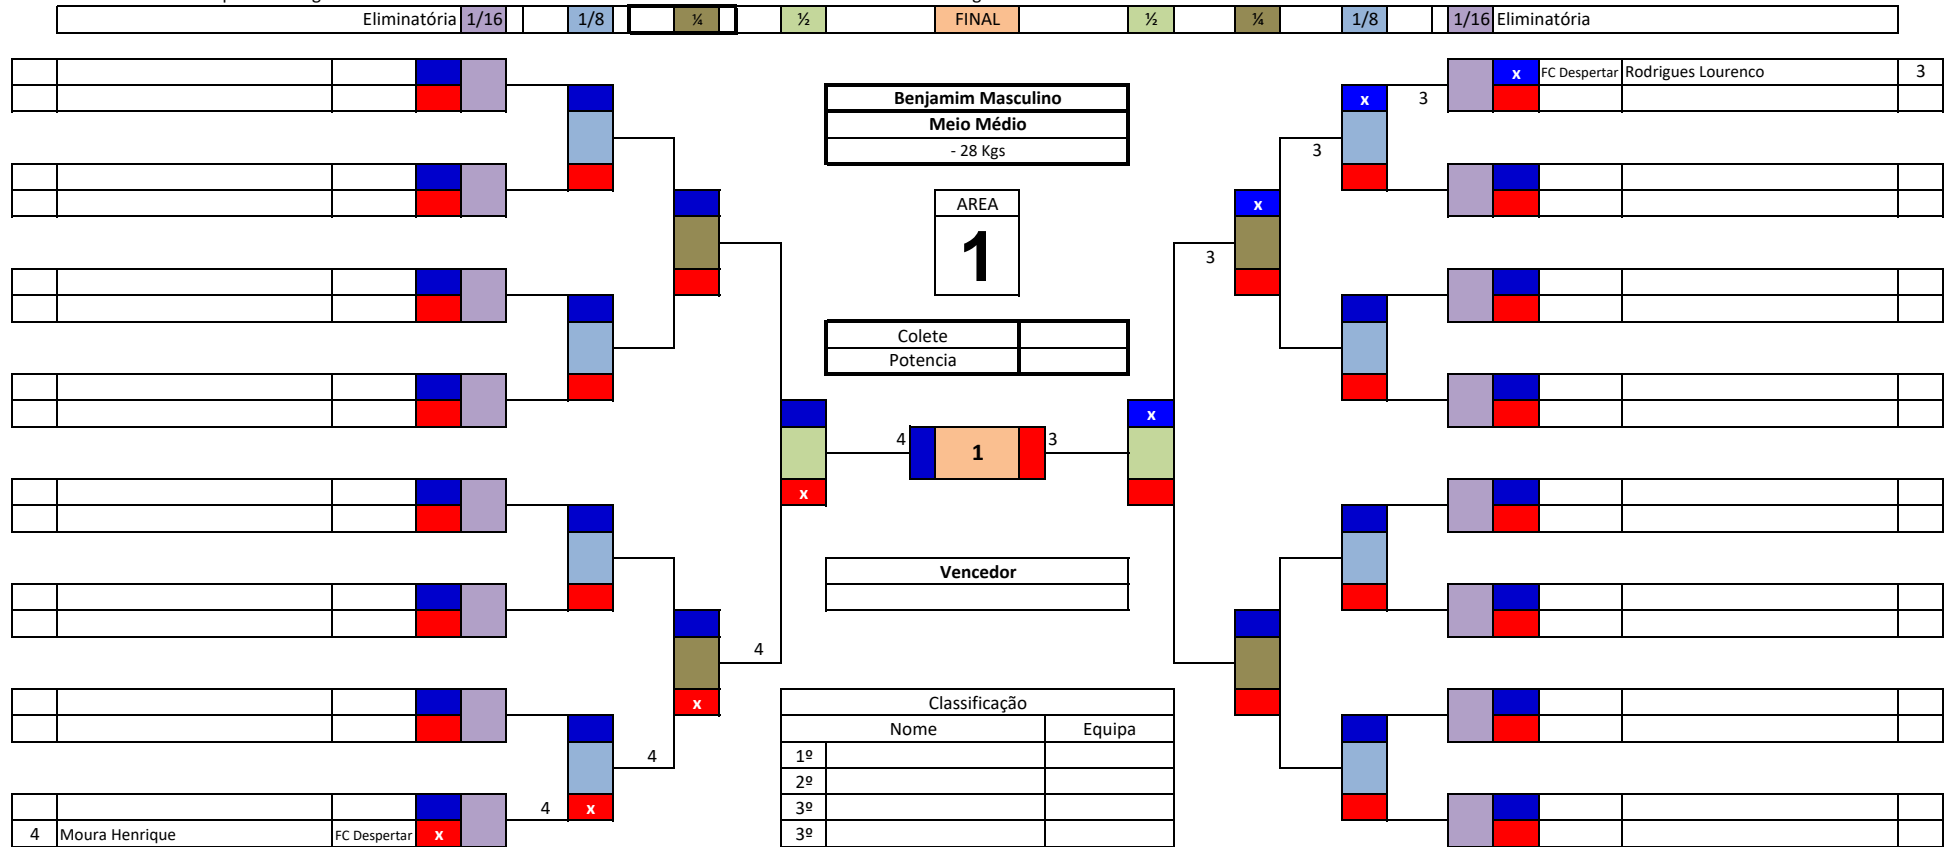 Eliminatória 1/16 1/8 ¼ ½ FINAL ½ ¼ 1/8 1/16 Eliminatória
x FC Despertar Rodrigues Lourenco 3
Benjamim Masculino
x 3
Meio Médio
- 28 Kgs
3
AREA
x
1
3
Colete
Potencia
x
4 1 3
x
Vencedor
4
x
Classificação
Nome Equipa
4
1º
2º
4 x
3º
3º
4 Moura Henrique FC Despertar x